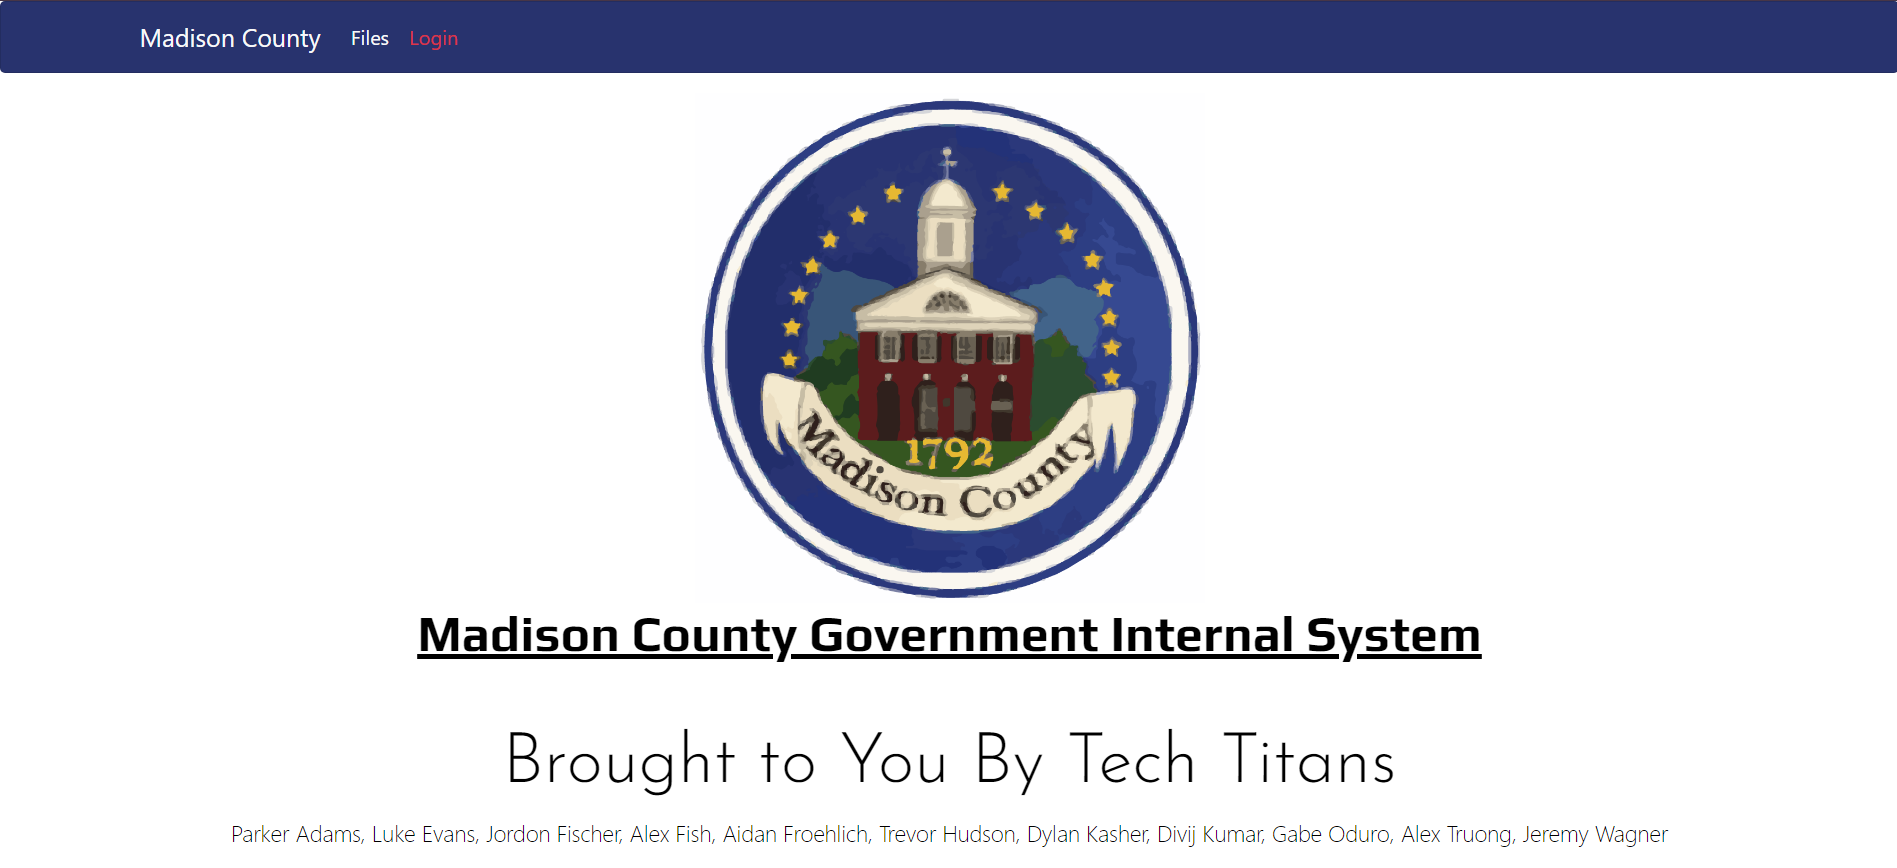 Madison County Files Login
1792
Madison County
Madison County Government Internal System
Brought to You By Tech Titans
Parker Adams, Luke Evans, Jordon Fischer, Alex Fish, Aidan Froehlich, Trevor Hudson, Dylan Kasher, Divij Kumar, Gabe Oduro, Alex Truong, Jeremy Wagner